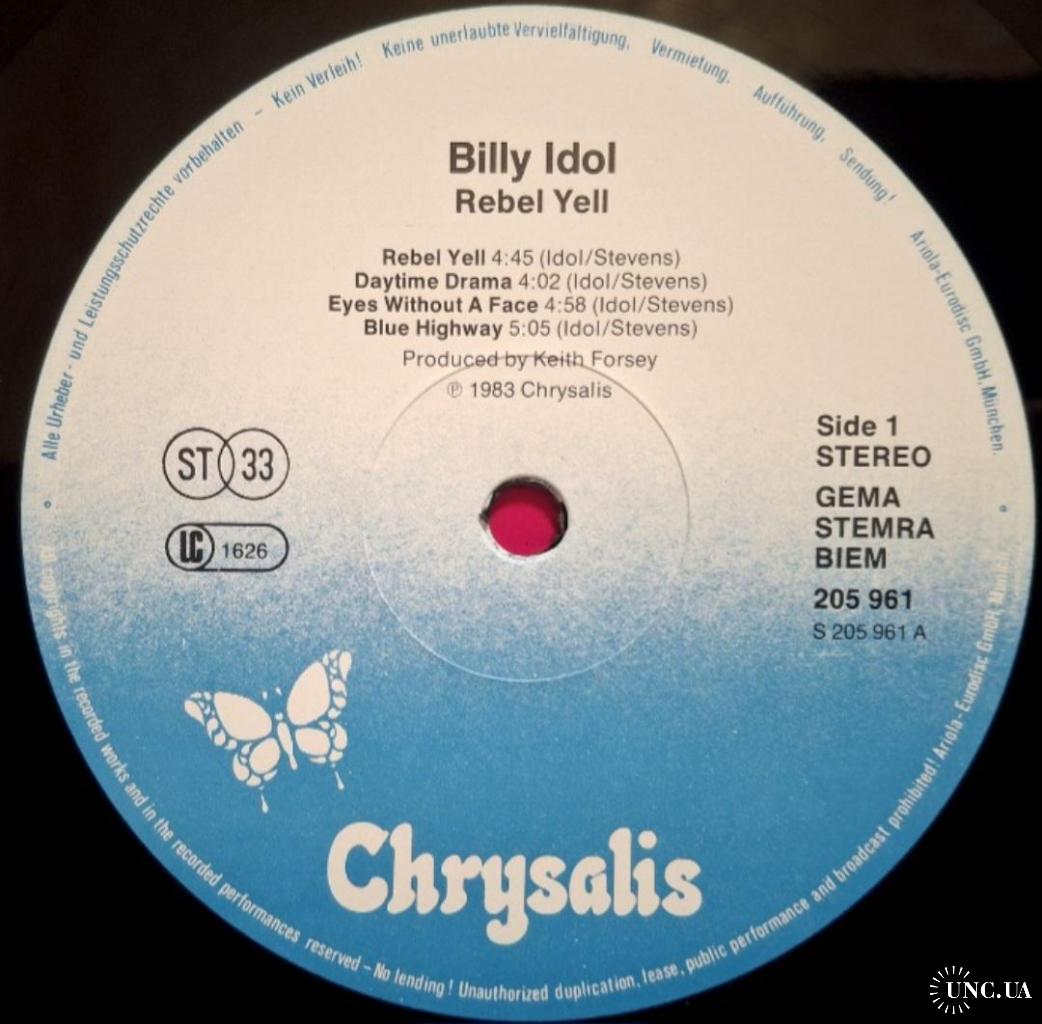 Alle Urheber- und Leistungsschutzrechte vorbehalten – Kein Verleih! Keine unerlaubte Vervielfältigung, Vermietung, Aufführung, Sendung! Ariola-Eurodisc GmbH, München.
Billy Idol
Rebel Yell
Rebel Yell 4:45 (Idol/Stevens)
Daytime Drama 4:02 (Idol/Stevens)
Eyes Without A Face 4:58 (Idol/Stevens)
Blue Highway 5:05 (Idol/Stevens)
Produced by Keith Forsey
℗ 1983 Chrysalis
ST 33
LC 1626
Side 1
STEREO
GEMA
STEMRA
BIEM
205 961
S 205 961 A
Chrysalis
rights in the recorded works and in the recorded performances reserved – No lending! Unauthorized duplication, lease, public performance and broadcast prohibited! Ariola-Eurodisc GmbH,
UNC.UA